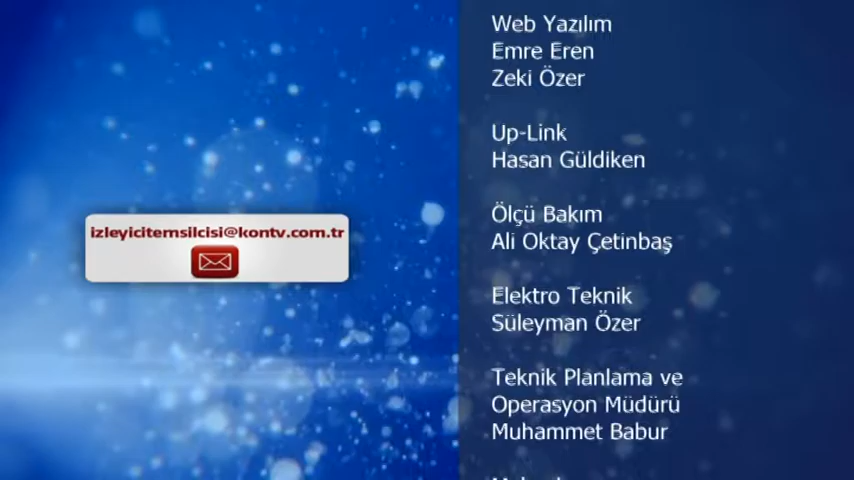 izleyicitemsilcisi@kontv.com.tr
Web Yazılım
Emre Eren
Zeki Özer
Up-Link
Hasan Güldiken
Ölçü Bakım
Ali Oktay Çetinbaş
Elektro Teknik
Süleyman Özer
Teknik Planlama ve
Operasyon Müdürü
Muhammet Babur